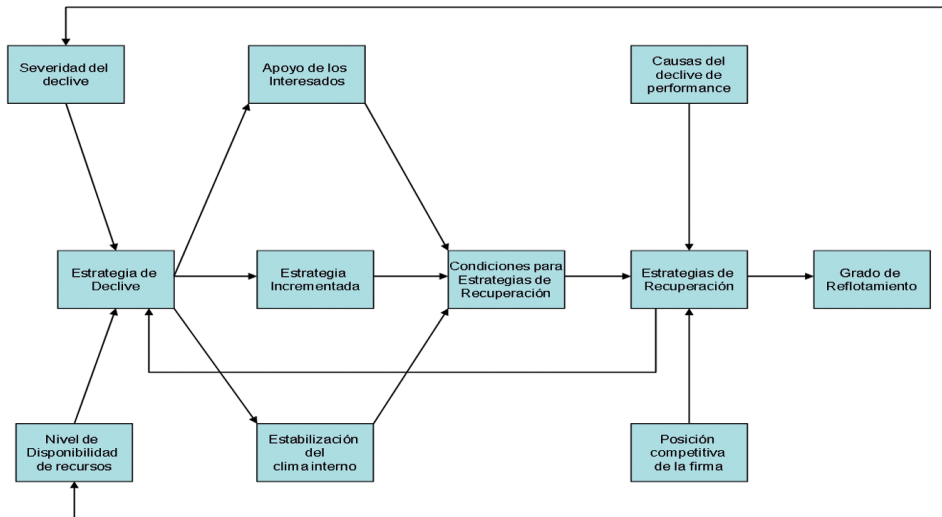 Severidad del
declive
Apoyo de los
Interesados
Causas del
declive de
performance
Estrategia de
Declive
Estrategia
Incrementada
Condiciones para
Estrategias de
Recuperación
Estrategias de
Recuperación
Grado de
Reflotamiento
Nivel de
Disponibilidad
de recursos
Estabilización
del
clima interno
Posición
competitiva
de la firma